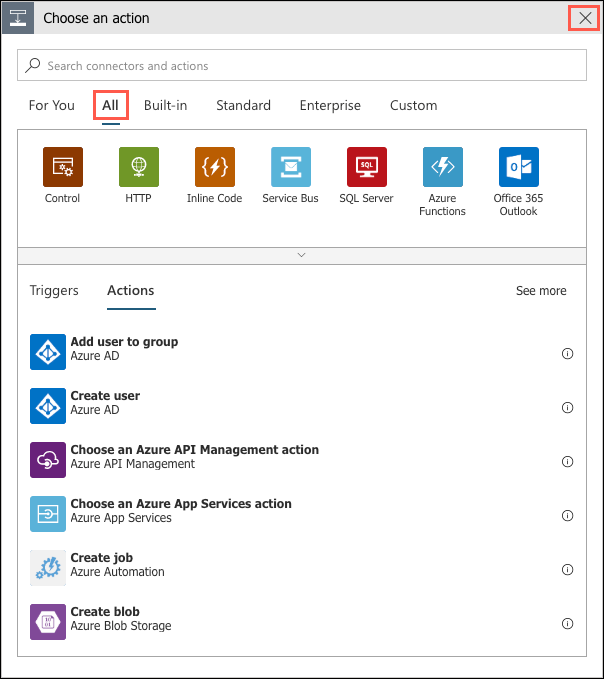 Choose an action
Search connectors and actions
For You All Built-in Standard Enterprise Custom
SQL
Control HTTP Inline Code Service Bus SQL Server Azure Functions Office 365 Outlook
Triggers Actions See more
Add user to group
Azure AD
Create user
Azure AD
Choose an Azure API Management action
Azure API Management
Choose an Azure App Services action
Azure App Services
Create job
Azure Automation
Create blob
Azure Blob Storage